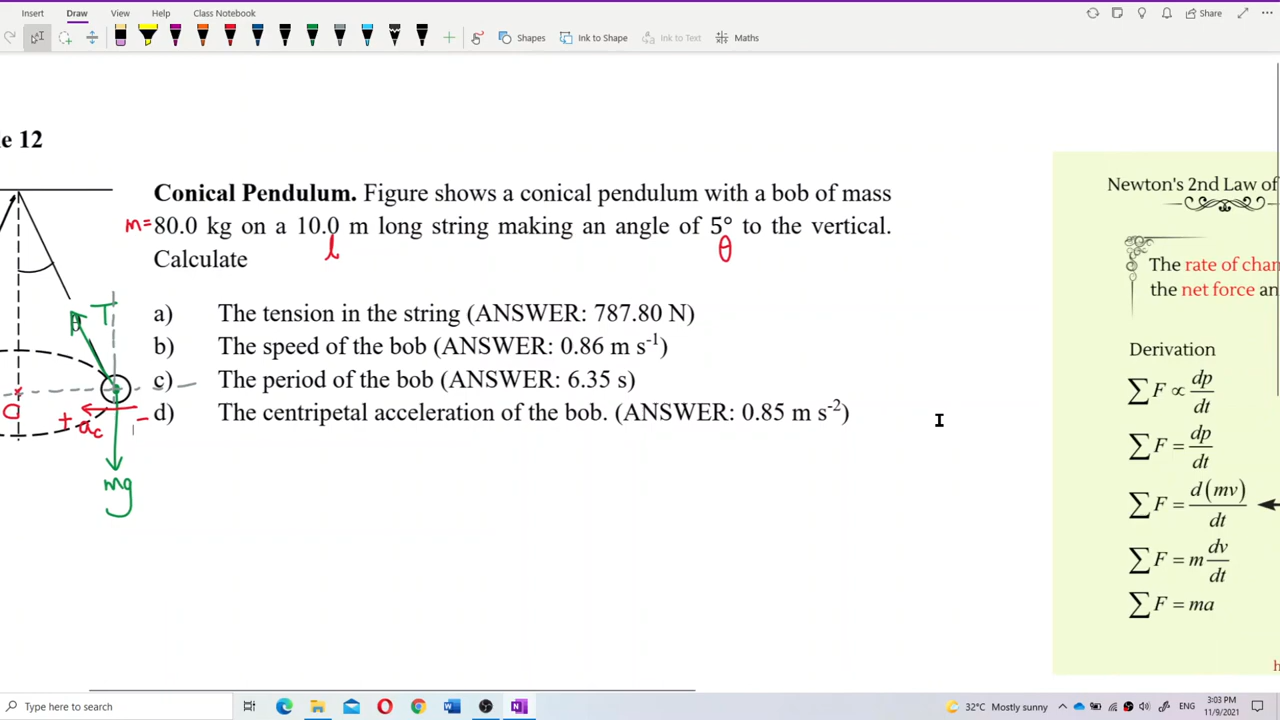 Insert Draw Class Notebook Share
Shapes Ink to Shape Ink to Text Maths
e 12
Conical Pendulum. Figure shows a conical pendulum with a bob of mass
m= 80.0 kg on a 10.0 m long string making an angle of 5° to the vertical.
l θ
Calculate
a) The tension in the string (ANSWER: 787.80 N)
b) The speed of the bob (ANSWER: 0.86 m s-1)
c) The period of the bob (ANSWER: 6.35 s)
d) The centripetal acceleration of the bob. (ANSWER: 0.85 m s-2)
θ T
+ ac -
mg
Newton's 2nd Law of
The rate of chan
the net force an
Derivation
∑F ∝ dp/dt
∑F = dp/dt
∑F = d(mv)/dt
∑F = m dv/dt
∑F = ma
h
Type here to search
32°C Mostly sunny
ENG
3:03 PM
11/9/2021